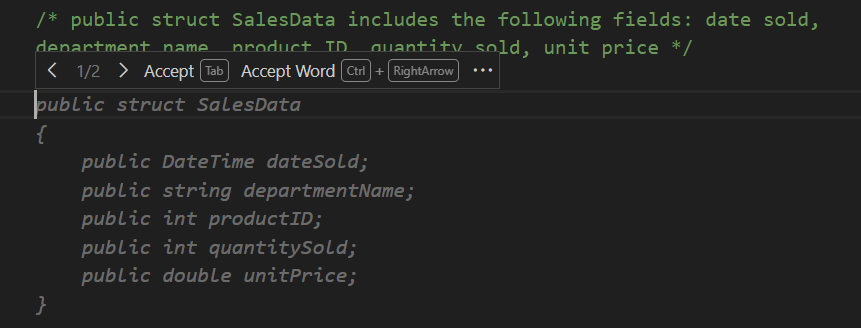 /* public struct SalesData includes the following fields: date sold,
department name, product ID, quantity sold, unit price */
1/2 Accept Tab Accept Word Ctrl + RightArrow ...
public struct SalesData
{
public DateTime dateSold;
public string departmentName;
public int productID;
public int quantitySold;
public double unitPrice;
}